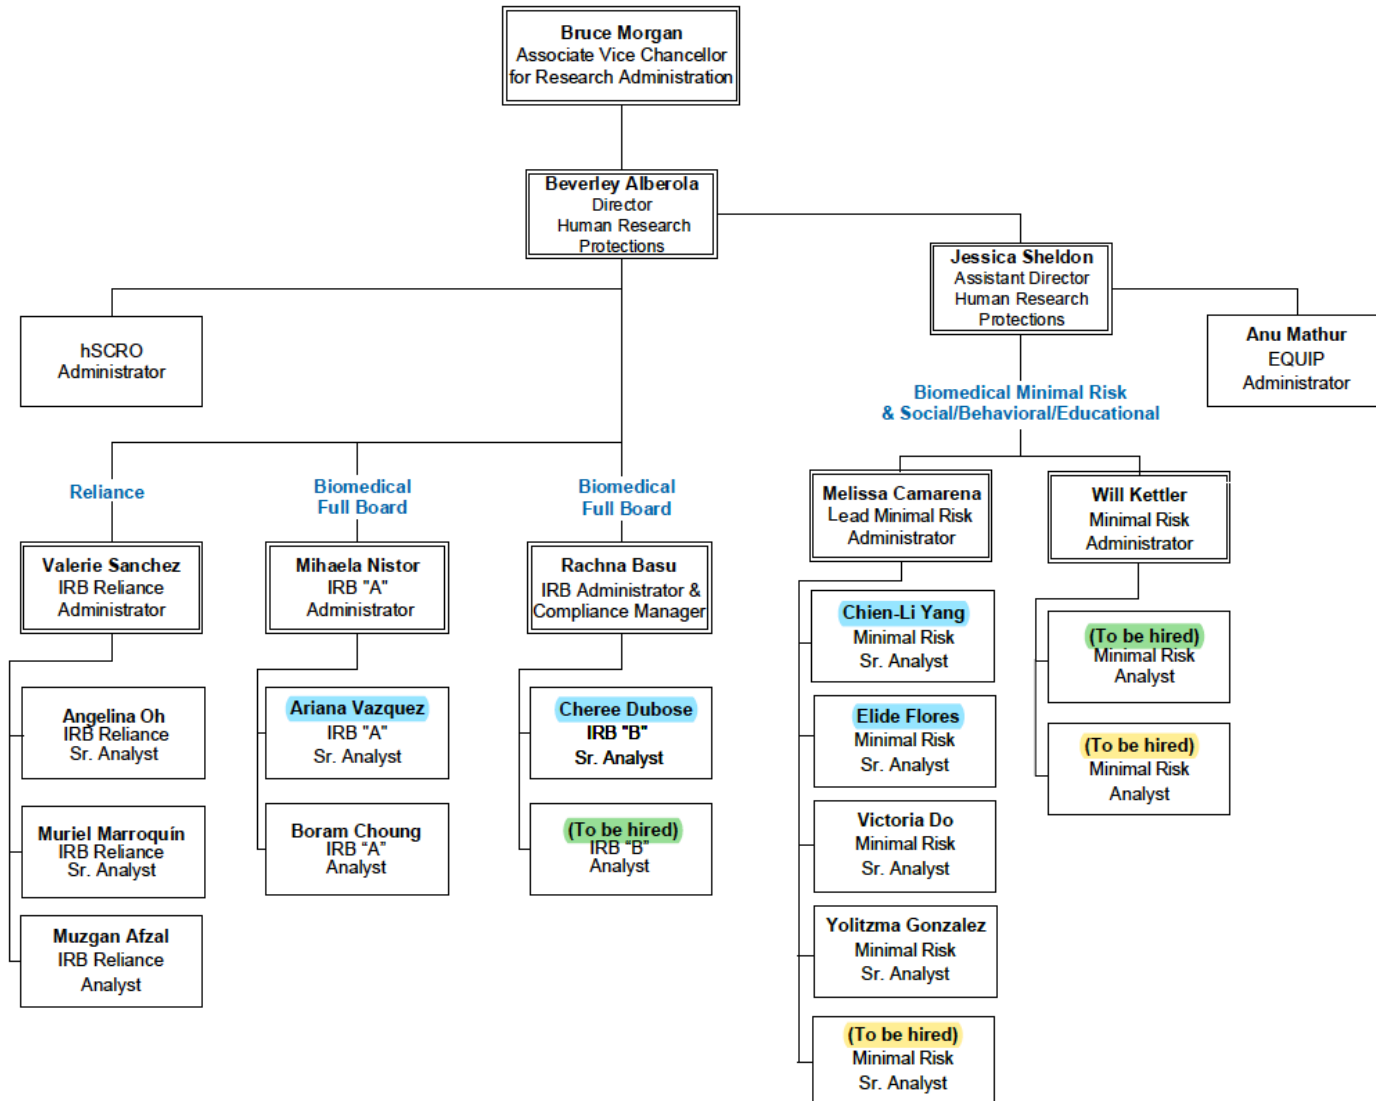 Bruce Morgan
Associate Vice Chancellor
for Research Administration
Beverley Alberola
Director
Human Research
Protections
Jessica Sheldon
Assistant Director
Human Research
Protections
Anu Mathur
EQUIP
Administrator
hSCRO
Administrator
Biomedical Minimal Risk
& Social/Behavioral/Educational
Reliance
Biomedical
Full Board
Biomedical
Full Board
Valerie Sanchez
IRB Reliance
Administrator
Mihaela Nistor
IRB "A"
Administrator
Rachna Basu
IRB Administrator &
Compliance Manager
Melissa Camarena
Lead Minimal Risk
Administrator
Will Kettler
Minimal Risk
Administrator
Angelina Oh
IRB Reliance
Sr. Analyst
Muriel Marroquín
IRB Reliance
Sr. Analyst
Muzgan Afzal
IRB Reliance
Analyst
Ariana Vazquez
IRB "A"
Sr. Analyst
Boram Choung
IRB “A”
Analyst
Cheree Dubose
IRB "B"
Sr. Analyst
(To be hired)
IRB “B”
Analyst
Chien-Li Yang
Minimal Risk
Sr. Analyst
Elide Flores
Minimal Risk
Sr. Analyst
Victoria Do
Minimal Risk
Sr. Analyst
Yolitzma Gonzalez
Minimal Risk
Sr. Analyst
(To be hired)
Minimal Risk
Sr. Analyst
(To be hired)
Minimal Risk
Analyst
(To be hired)
Minimal Risk
Analyst